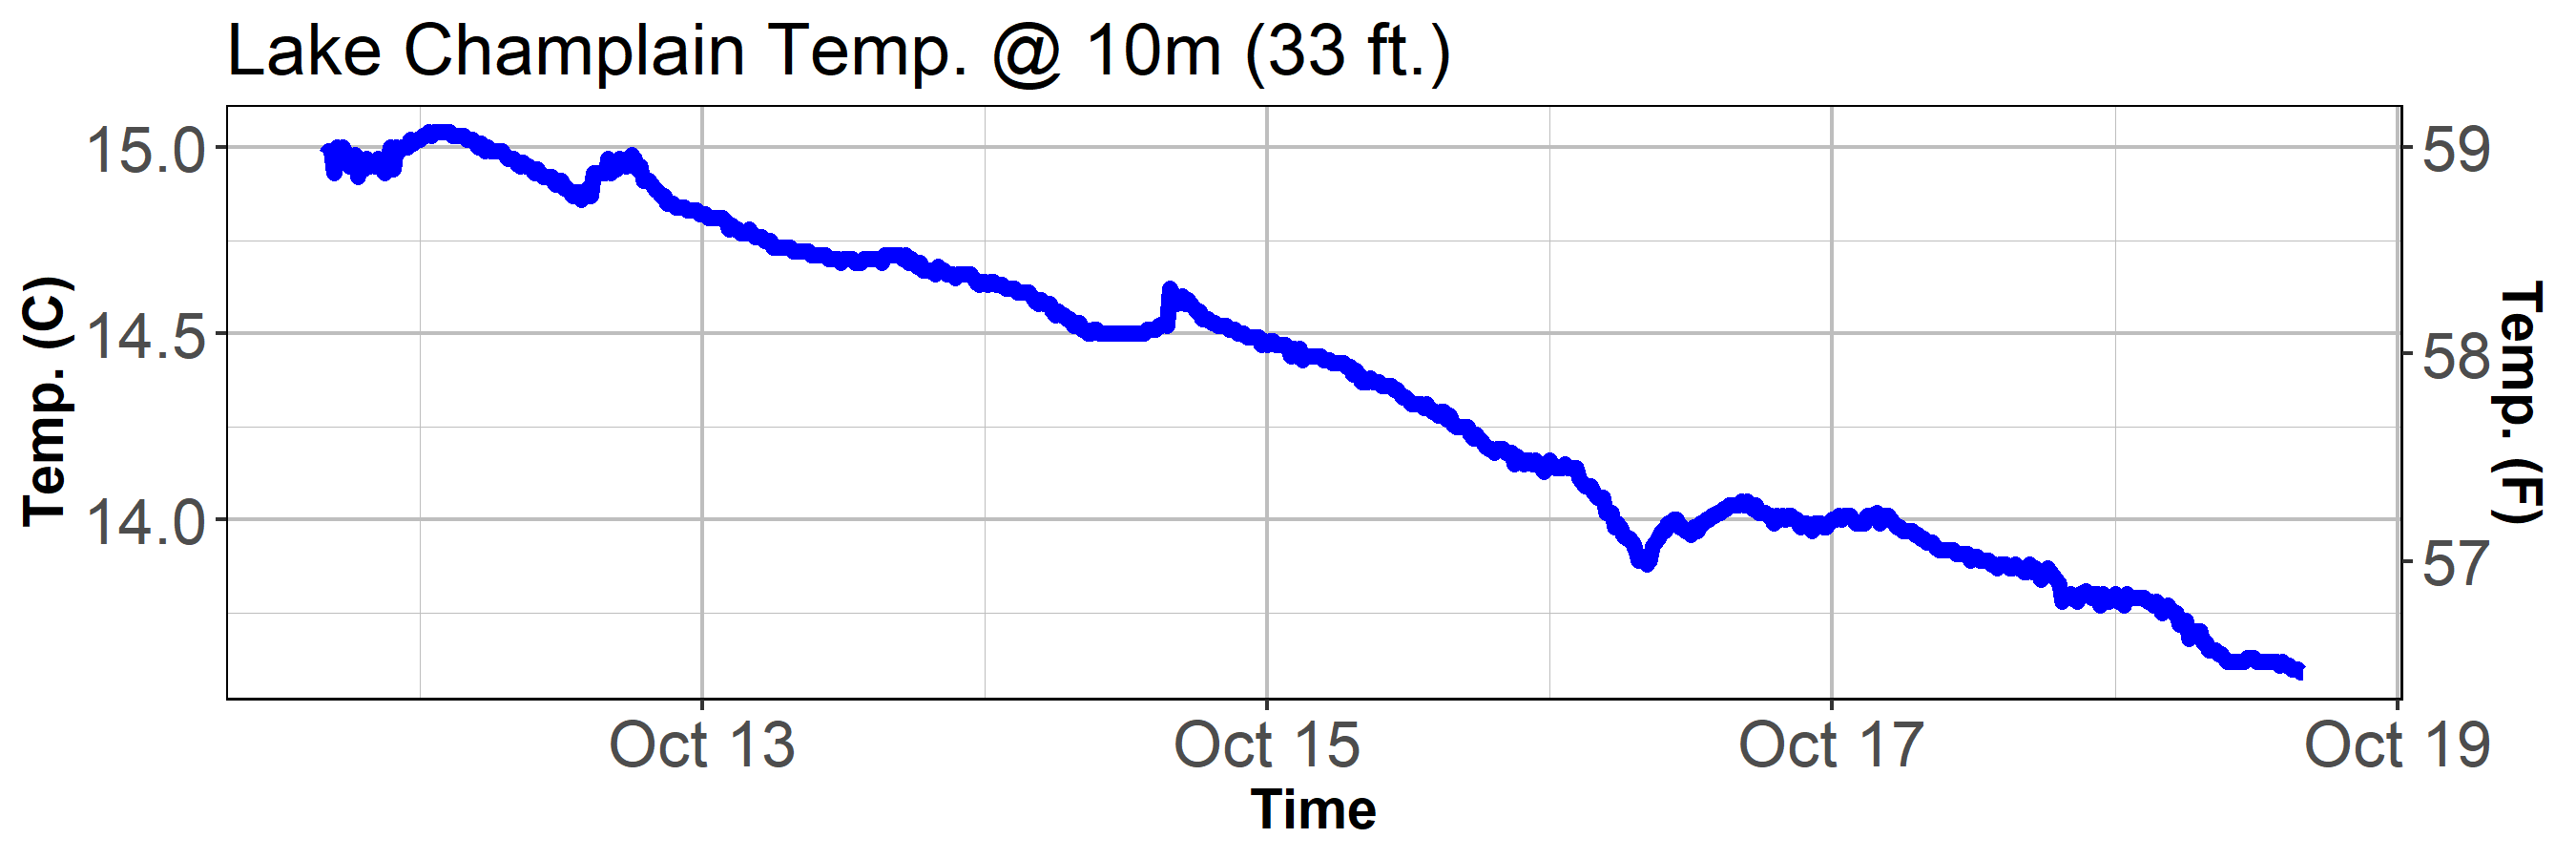 Lake Champlain Temp. @ 10m (33 ft.)
Temp. (C)
15.0
14.5
14.0
59
58
57
Temp. (F)
Oct 13
Oct 15
Oct 17
Oct 19
Time